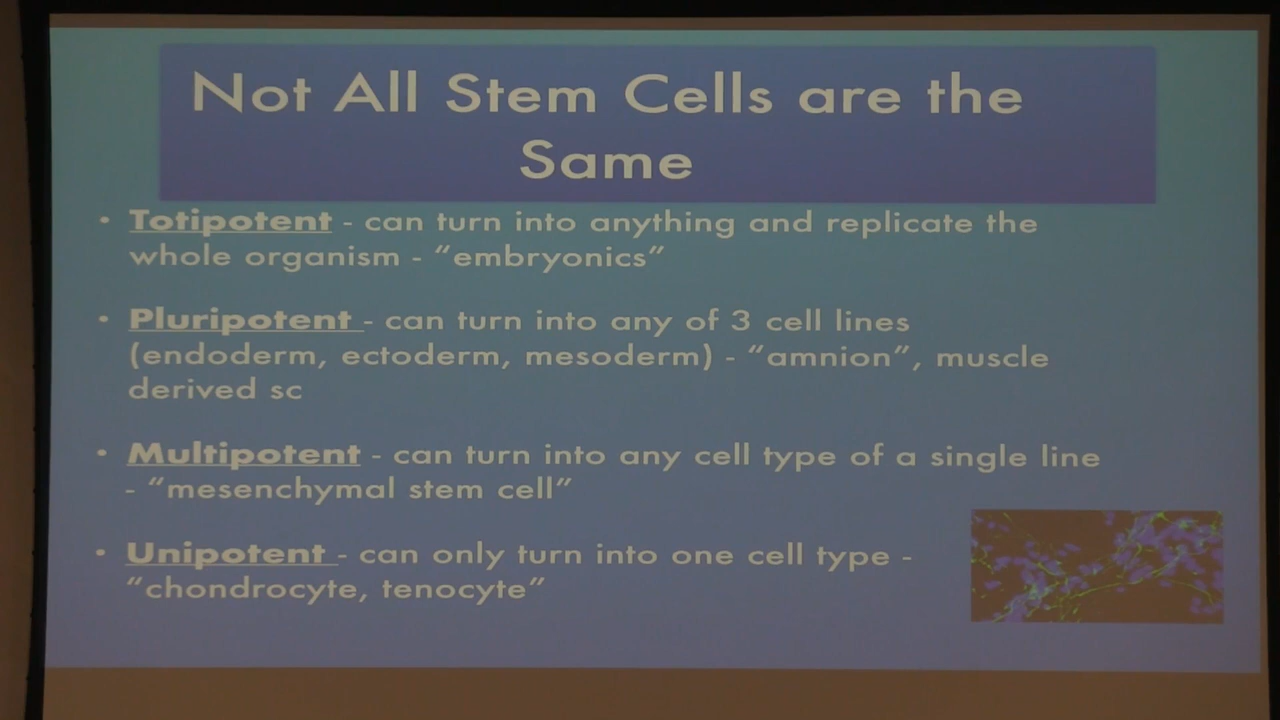 Not All Stem Cells are the
Same
• Totipotent - can turn into anything and replicate the
whole organism - “embryonics”
• Pluripotent - can turn into any of 3 cell lines
(endoderm, ectoderm, mesoderm) - “amnion”, muscle
derived sc
• Multipotent - can turn into any cell type of a single line
- “mesenchymal stem cell”
• Unipotent - can only turn into one cell type -
“chondrocyte, tenocyte”